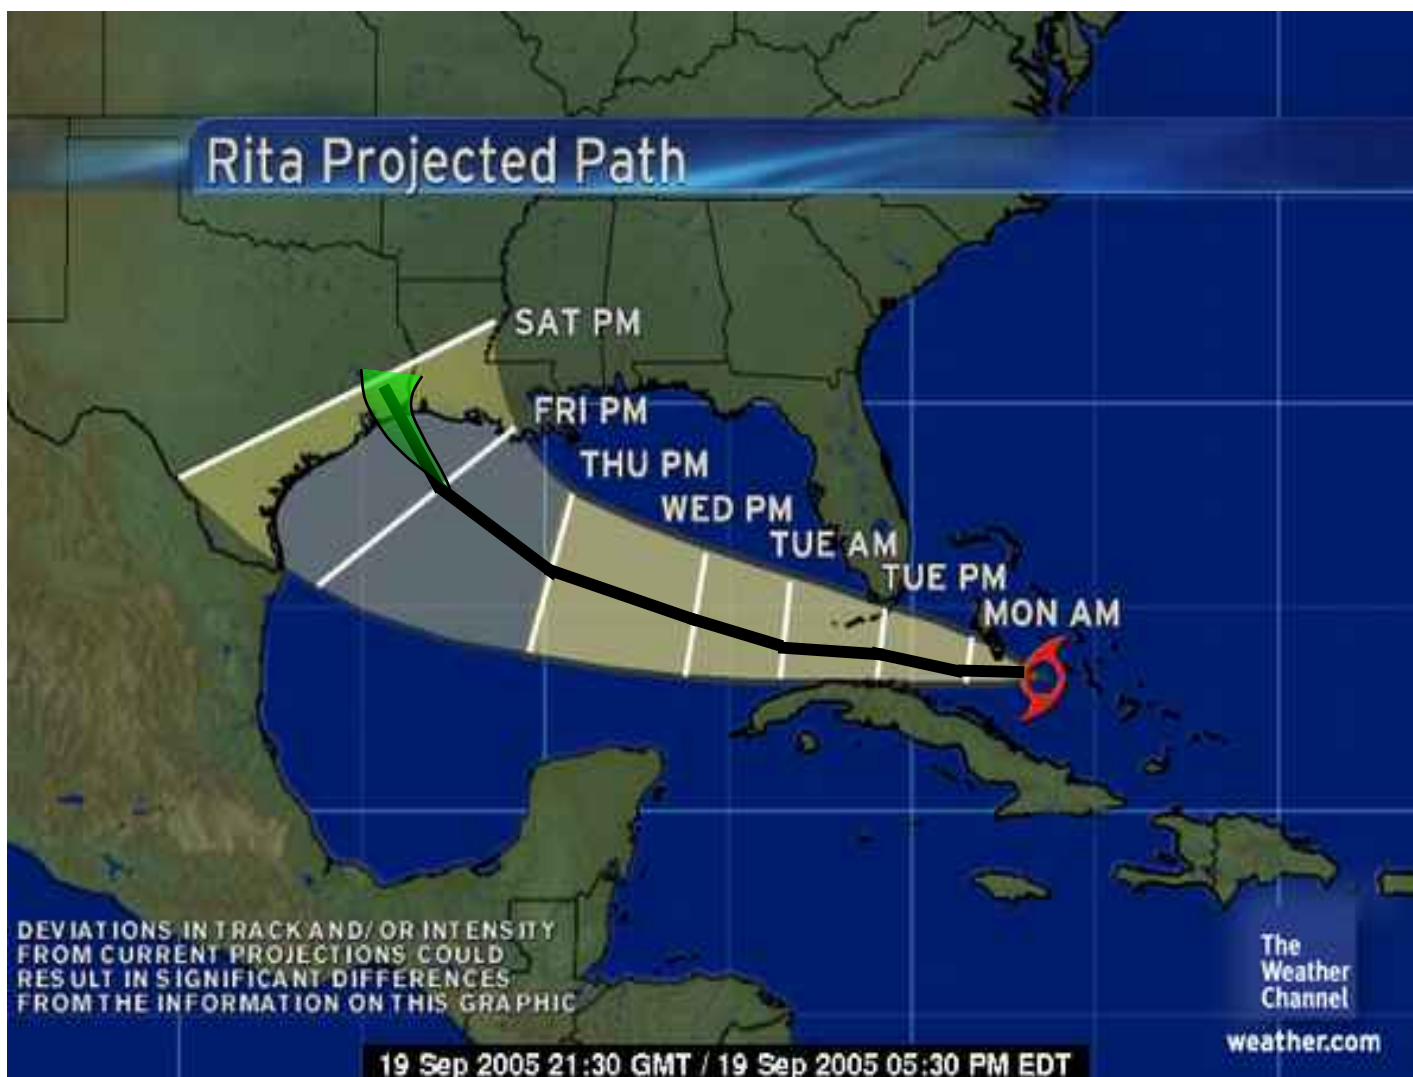 Rita Projected Path
SAT PM
FRI PM
THU PM
WED PM
TUE AM
TUE PM
MON AM
DEVIATIONS IN TRACK AND/OR INTENSITY
FROM CURRENT PROJECTIONS COULD
RESULT IN SIGNIFICANT DIFFERENCES
FROM THE INFORMATION ON THIS GRAPHIC
The
Weather
Channel
weather.com
19 Sep 2005 21:30 GMT / 19 Sep 2005 05:30 PM EDT